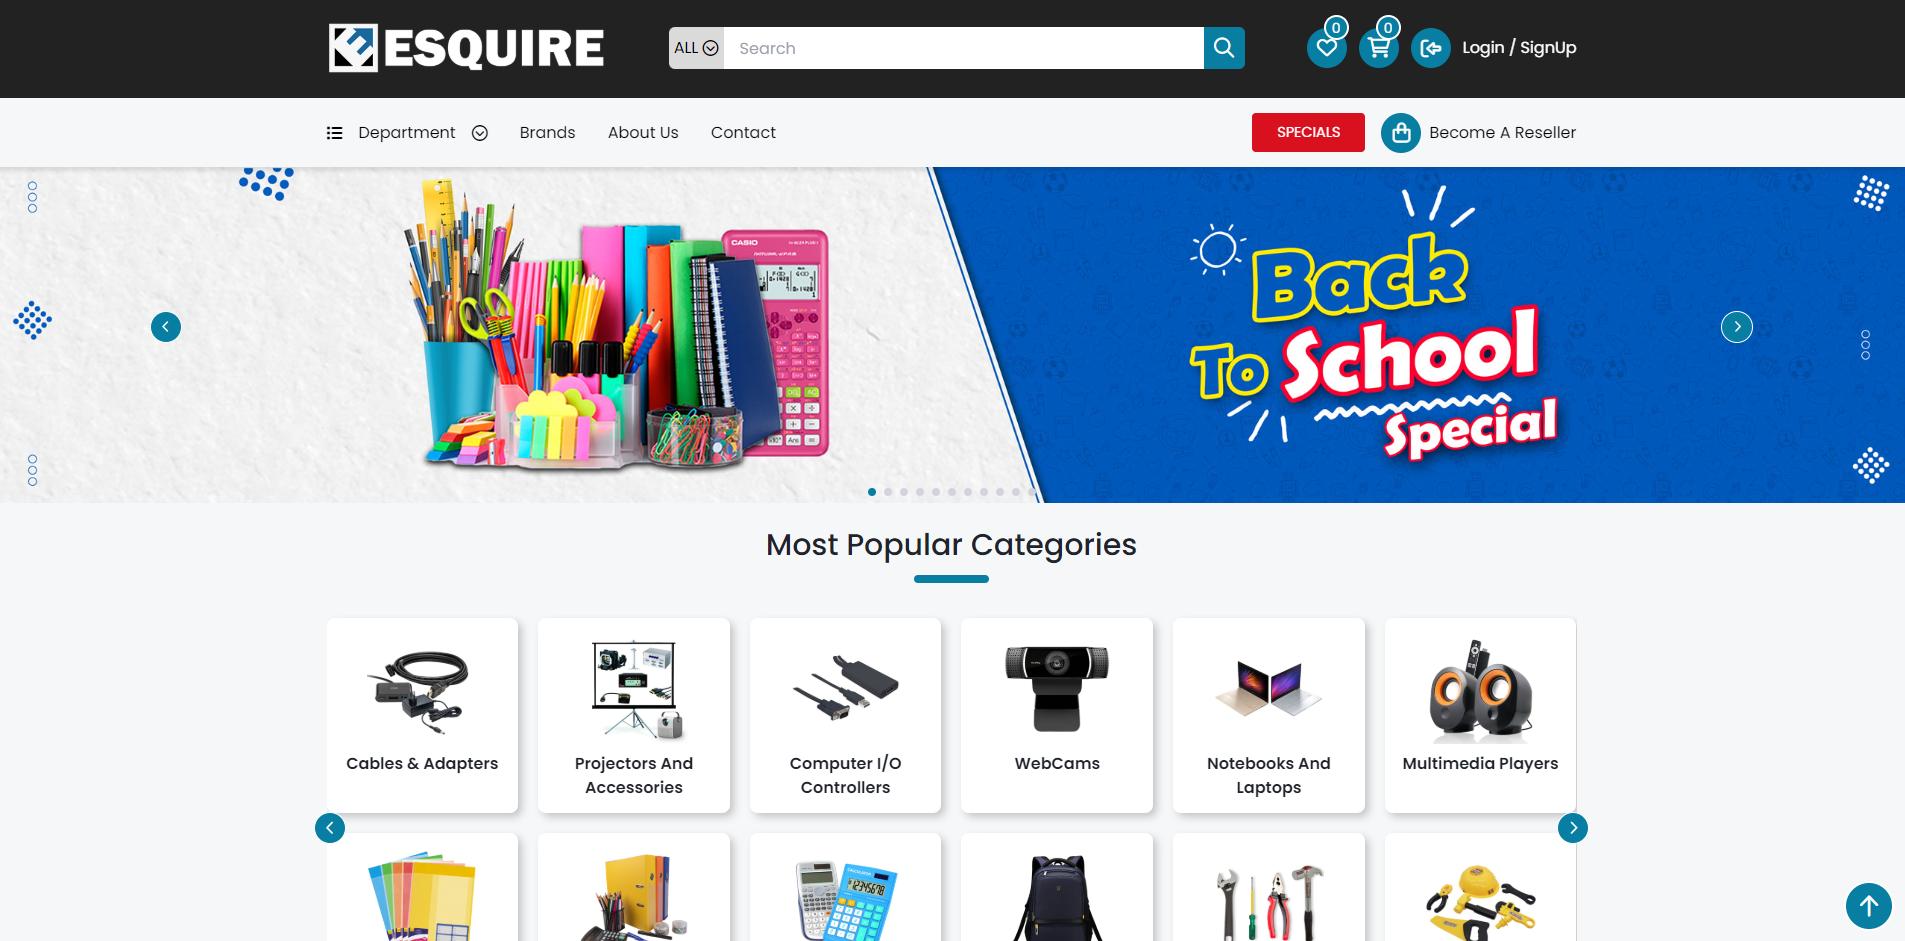 ESQUIRE
ALL
Search
0
0
Login / SignUp
Department
Brands
About Us
Contact
SPECIALS
Become A Reseller
CASIO
Back
To School
Special
Most Popular Categories
Cables & Adapters
Projectors And
Accessories
Computer I/O
Controllers
WebCams
Notebooks And
Laptops
Multimedia Players